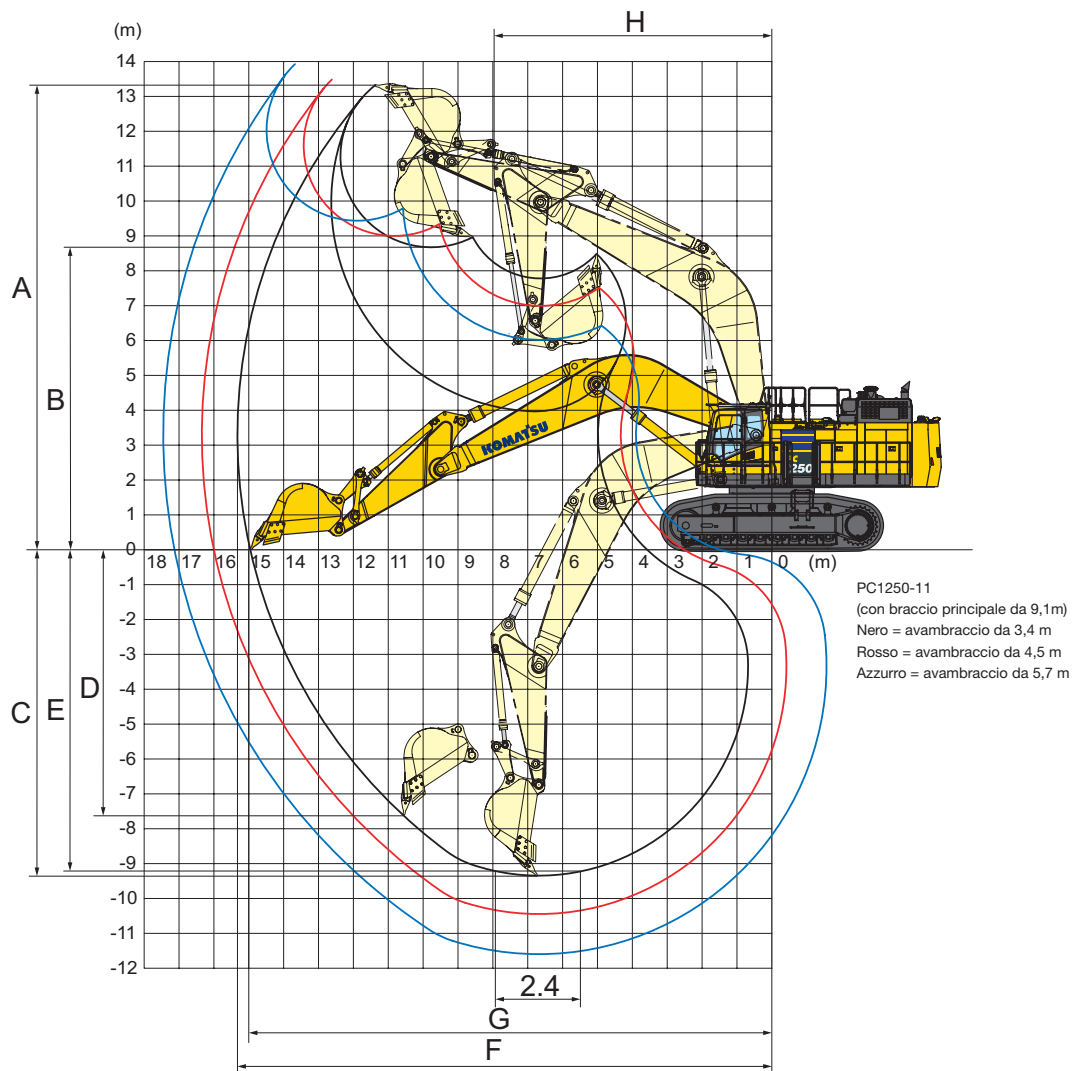 H
(m)
14
13
12
11
10
9
8
7
6
5
4
3
2
1
0
-1
-2
-3
-4
-5
-6
-7
-8
-9
-10
-11
-12
A
B
C
E
D
KOMATSU
250
18 17 16 15 14 13 12 11 10 9 8 7 6 5 4 3 2 1 0 (m)
PC1250-11
(con braccio principale da 9,1m)
Nero = avambraccio da 3,4 m
Rosso = avambraccio da 4,5 m
Azzurro = avambraccio da 5,7 m
2.4
G
F